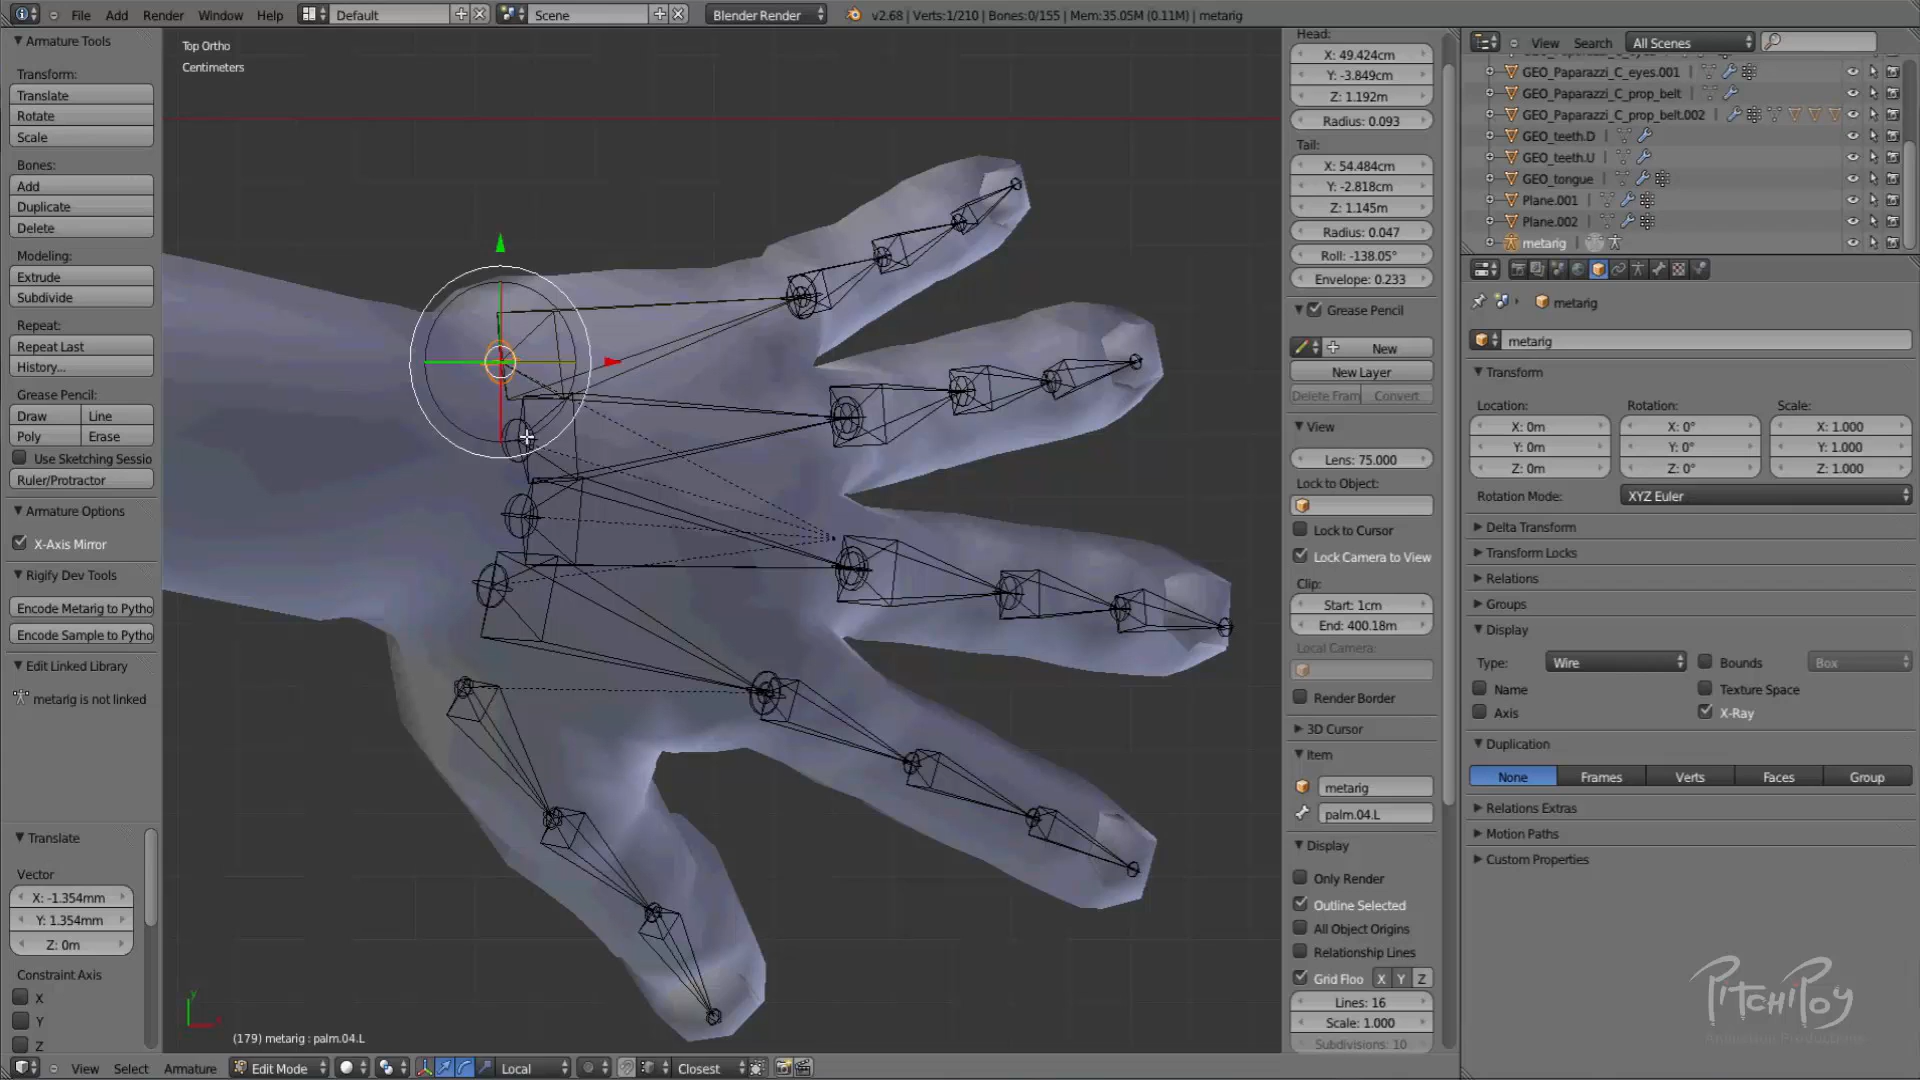 File Add Render Window Help Default Scene Blender Render v2.68 | Verts:1/210 | Bones:0/155 | Mem:35.05M (0.11M) | metarig
Armature Tools
Transform:
Translate
Rotate
Scale
Bones:
Add
Duplicate
Delete
Modeling:
Extrude
Subdivide
Repeat:
Repeat Last
History...
Grease Pencil:
Draw Line
Poly Erase
Use Sketching Sessio
Ruler/Protractor
Armature Options
X-Axis Mirror
Rigify Dev Tools
Encode Metarig to Pytho
Encode Sample to Pytho
Edit Linked Library
metarig is not linked
Translate
Vector
X: -1.354mm
Y: 1.354mm
Z: 0m
Constraint Axis
X
Y
Z
Top Ortho
Centimeters
(179) metarig : palm.04.L
View Select Armature Edit Mode Local Closest
Head:
X: 49.424cm
Y: -3.849cm
Z: 1.192m
Radius: 0.093
Tail:
X: 54.484cm
Y: -2.818cm
Z: 1.145m
Radius: 0.047
Roll: -138.05°
Envelope: 0.233
Grease Pencil
New
New Layer
Delete Fram Convert
View
Lens: 75.000
Lock to Object:
Lock to Cursor
Lock Camera to View
Clip:
Start: 1cm
End: 400.18m
Local Camera:
Render Border
3D Cursor
Item
metarig
palm.04.L
Display
Only Render
Outline Selected
All Object Origins
Relationship Lines
Grid Floo X Y Z
Lines: 16
Scale: 1.000
Subdivisions: 10
View Search All Scenes
GEO_Paparazzi_C_eyes.001
GEO_Paparazzi_C_prop_belt
GEO_Paparazzi_C_prop_belt.002
GEO_teeth.D
GEO_teeth.U
GEO_tongue
Plane.001
Plane.002
metarig
metarig
metarig
Transform
Location: Rotation: Scale:
X: 0m X: 0° X: 1.000
Y: 0m Y: 0° Y: 1.000
Z: 0m Z: 0° Z: 1.000
Rotation Mode: XYZ Euler
Delta Transform
Transform Locks
Relations
Groups
Display
Type: Wire Bounds Box
Name Texture Space
Axis X-Ray
Duplication
None Frames Verts Faces Group
Relations Extras
Motion Paths
Custom Properties
PitchiPoy
Animation Productions